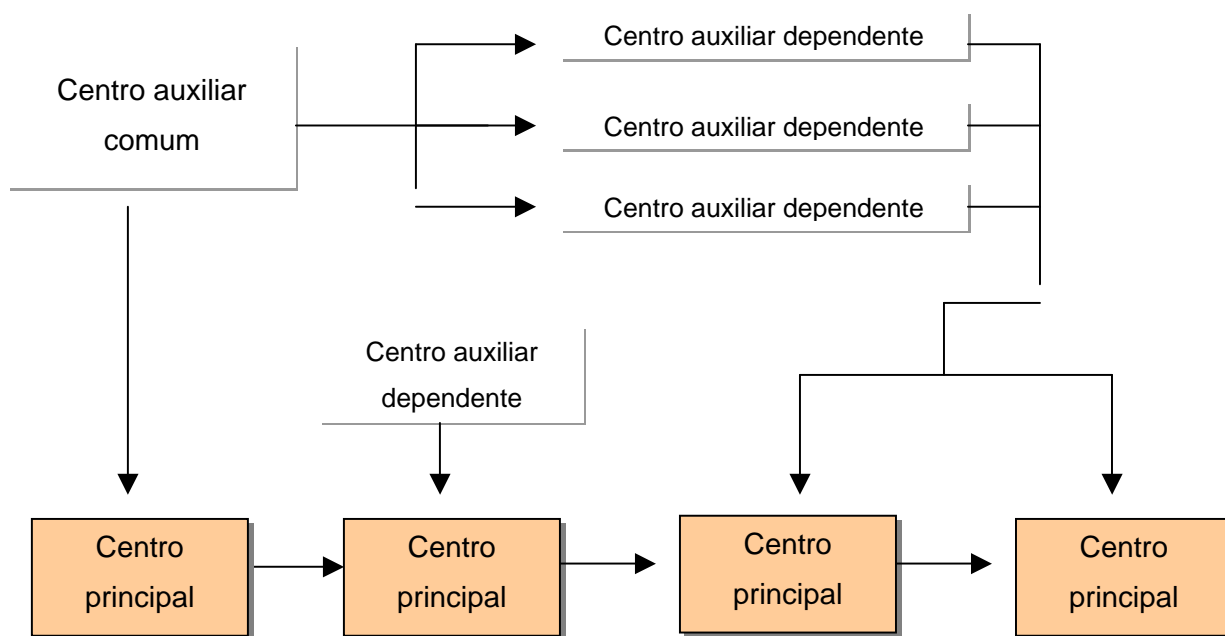 Centro auxiliar
comum
Centro auxiliar dependente
Centro auxiliar dependente
Centro auxiliar dependente
Centro auxiliar
dependente
Centro
principal
Centro
principal
Centro
principal
Centro
principal